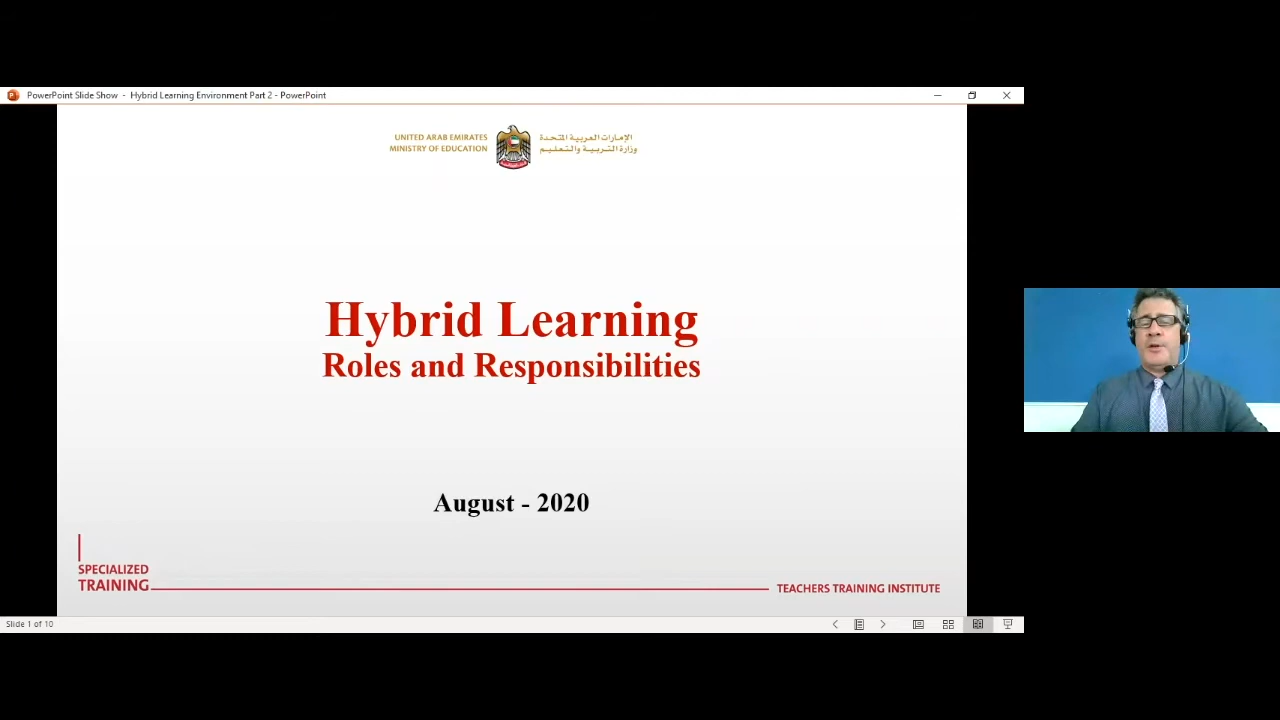 PowerPoint Slide Show - Hybrid Learning Environment Part 2 - PowerPoint
UNITED ARAB EMIRATES
MINISTRY OF EDUCATION
الإمارات العربية المتحدة
وزارة التربية والتعليم
Hybrid Learning
Roles and Responsibilities
August - 2020
SPECIALIZED
TRAINING
TEACHERS TRAINING INSTITUTE
Slide 1 of 10